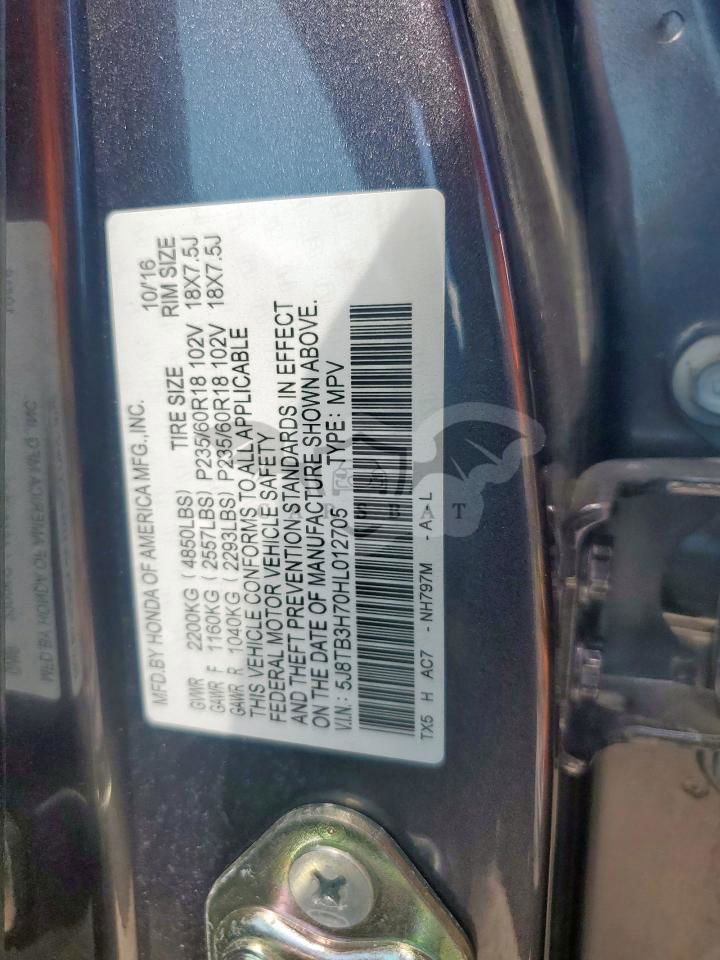 MFD.BY HONDA OF AMERICA MFG.,INC. 10/'16
TIRE SIZE RIM SIZE
GVWR 2200KG ( 4850LBS)
GAWR F 1160KG ( 2557LBS) P235/60R18 102V 18X7.5J
GAWR R 1040KG ( 2293LBS) P235/60R18 102V 18X7.5J
THIS VEHICLE CONFORMS TO ALL APPLICABLE
FEDERAL MOTOR VEHICLE SAFETY
AND THEFT PREVENTION STANDARDS IN EFFECT
ON THE DATE OF MANUFACTURE SHOWN ABOVE.
V.I.N.: 5J8TB3H70HL012705 TYPE: MPV
TX5 H AC7 - NH797M - A L